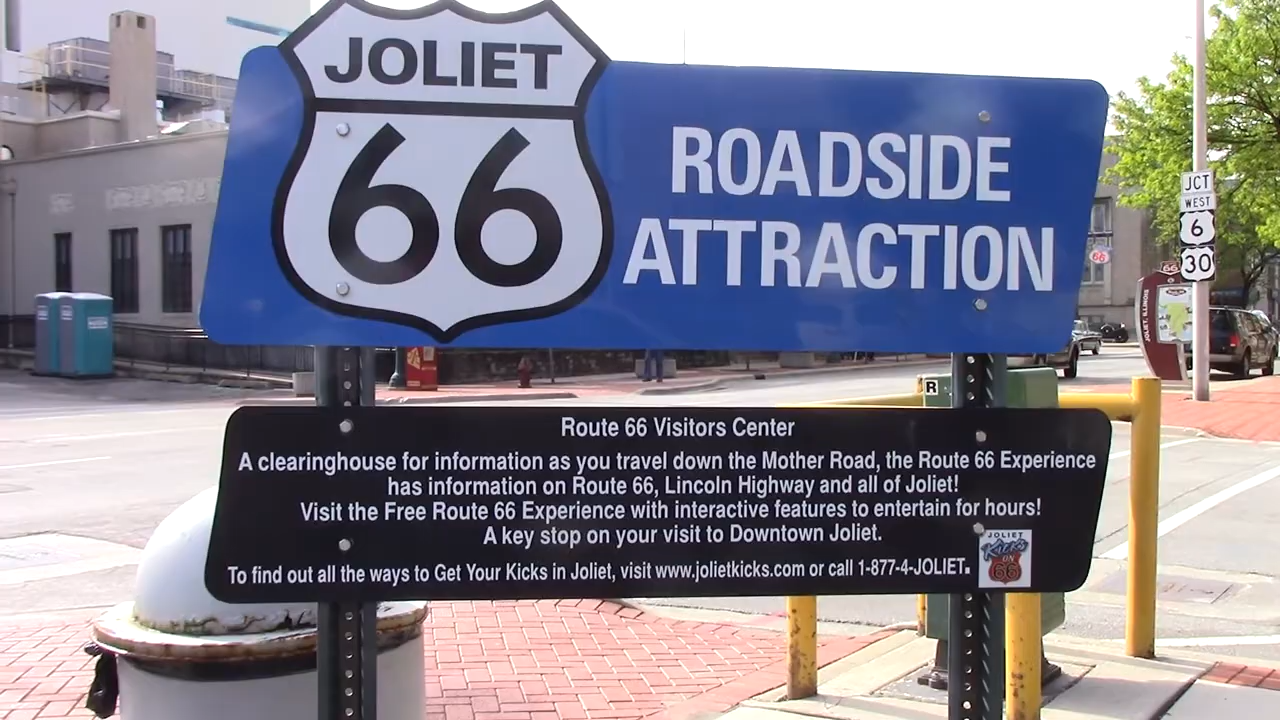 JOLIET
66
ROADSIDE
ATTRACTION
JCT
WEST
6
30
66
66
JOLIET, ILLINOIS
R
Route 66 Visitors Center
A clearinghouse for information as you travel down the Mother Road, the Route 66 Experience
has information on Route 66, Lincoln Highway and all of Joliet!
Visit the Free Route 66 Experience with interactive features to entertain for hours!
A key stop on your visit to Downtown Joliet.
To find out all the ways to Get Your Kicks in Joliet, visit www.jolietkicks.com or call 1-877-4-JOLIET.
JOLIET
Kicks
ON
66